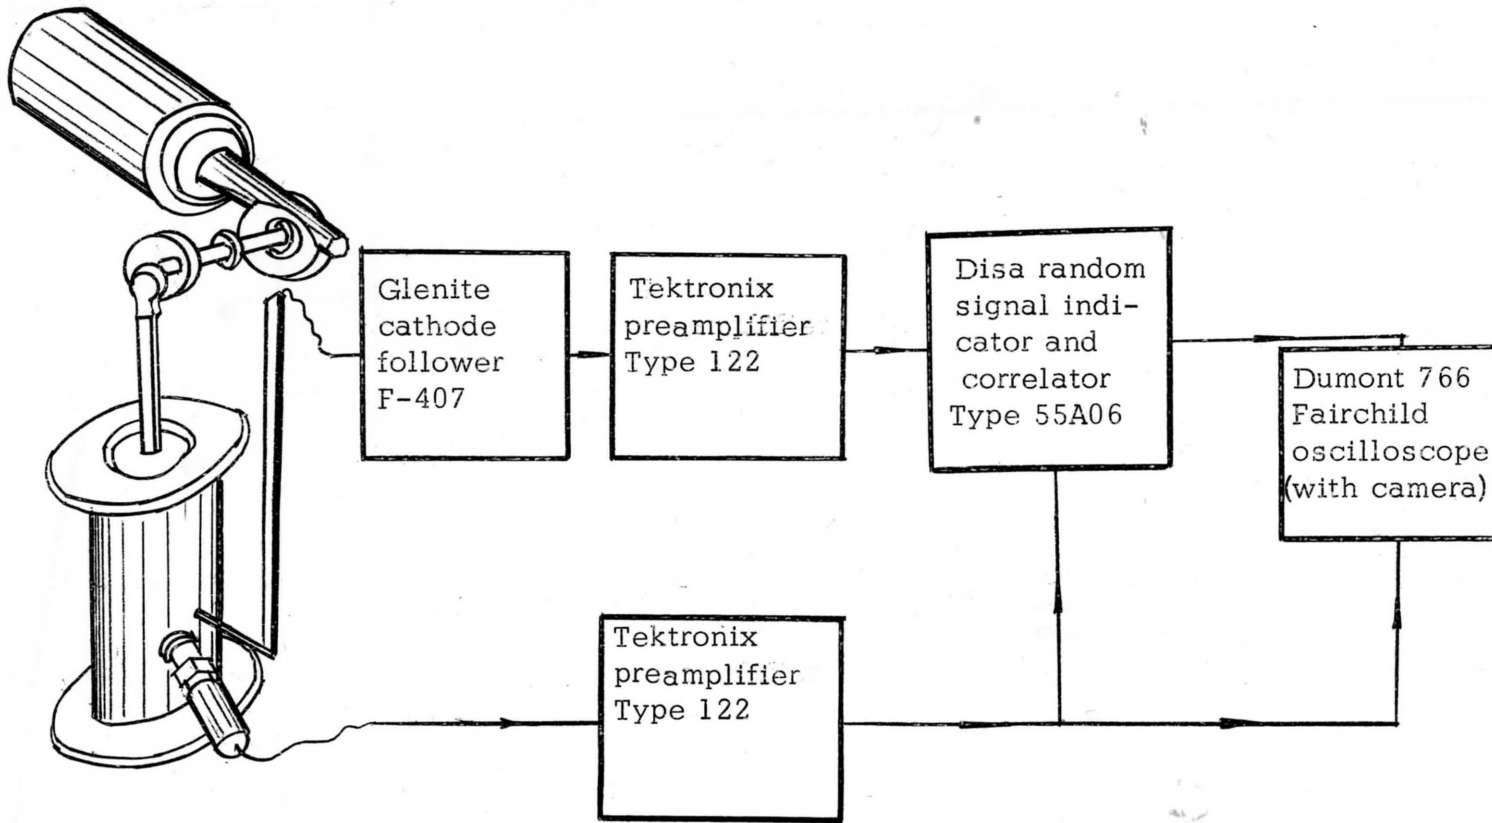 Glenite
cathode
follower
F-407
Tektronix
preamplifier
Type 122
Disa random
signal indi-
cator and
correlator
Type 55A06
Dumont 766
Fairchild
oscilloscope
(with camera)
Tektronix
preamplifier
Type 122